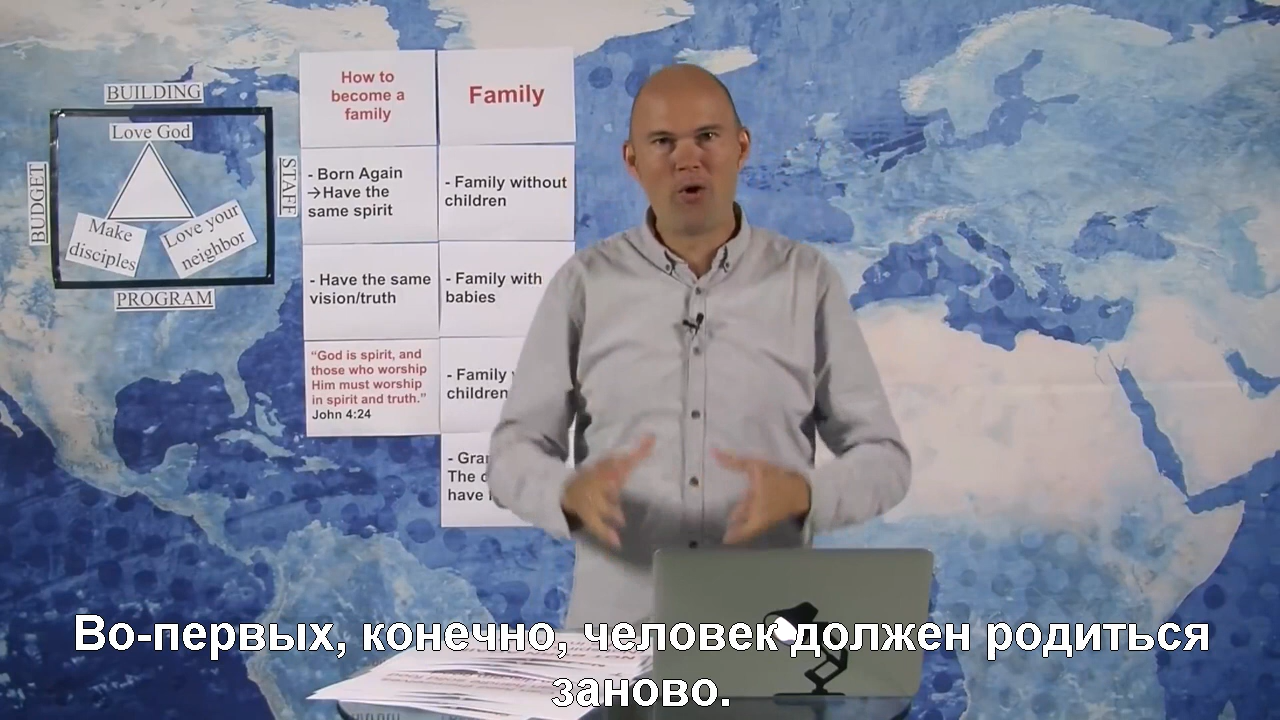 BUILDING
Love God
BUDGET
STAFF
Make
disciples
Love your
neighbor
PROGRAM
How to
become a
family
- Born Again
→Have the
same spirit
- Have the same
vision/truth
“God is spirit, and
those who worship
Him must worship
in spirit and truth.”
John 4:24
Family
- Family without
children
- Family with
babies
- Family
children
-
The
have
Во-первых, конечно, человек должен родиться
заново.